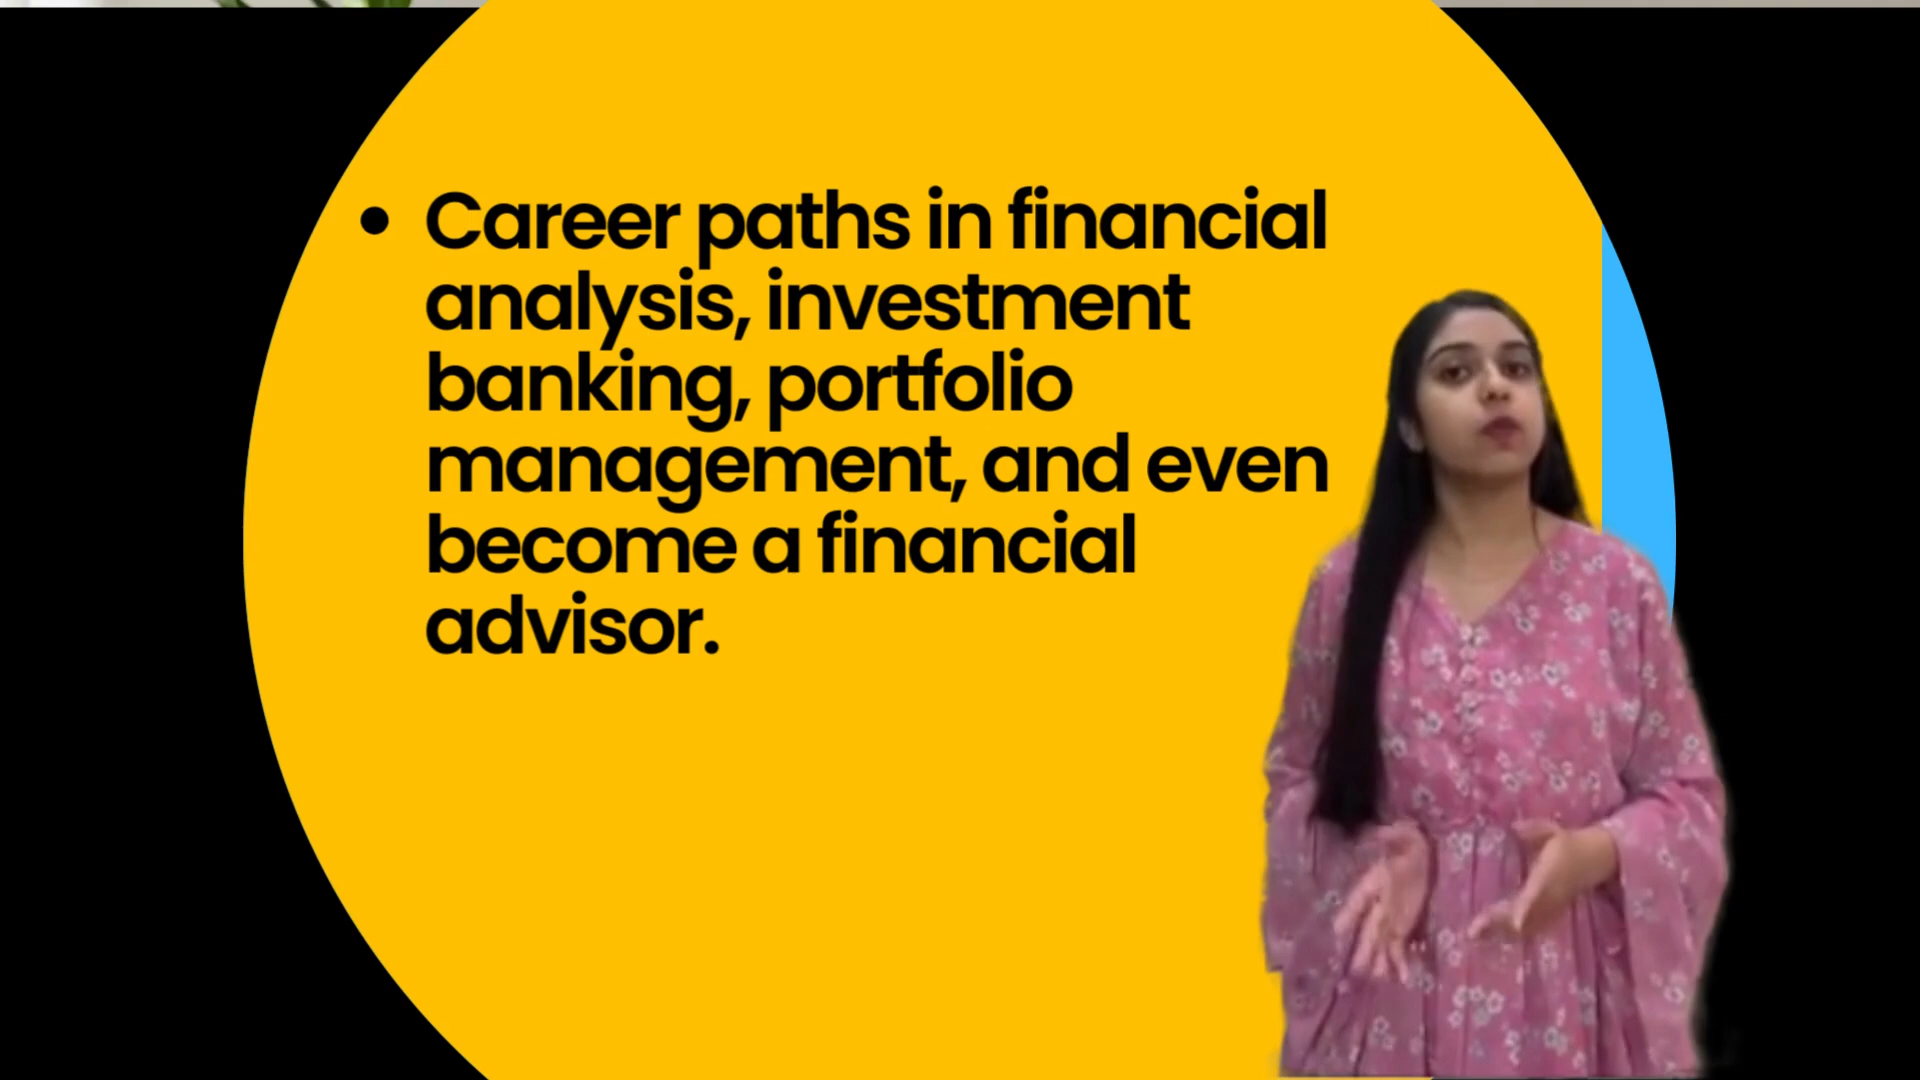 • Career paths in financial
analysis, investment
banking, portfolio
management, and even
become a financial
advisor.